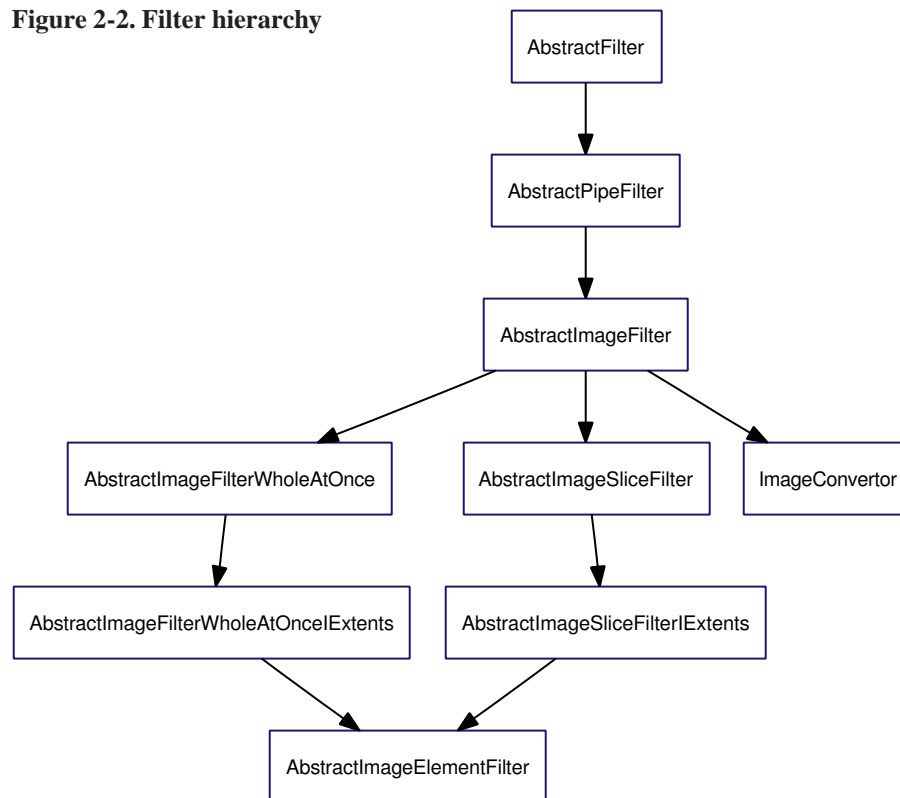 Figure 2-2. Filter hierarchy
AbstractFilter
AbstractPipeFilter
AbstractImageFilter
AbstractImageFilterWholeAtOnce
AbstractImageSliceFilter
ImageConvertor
AbstractImageFilterWholeAtOnceIExtents
AbstractImageSliceFilterIExtents
AbstractImageElementFilter